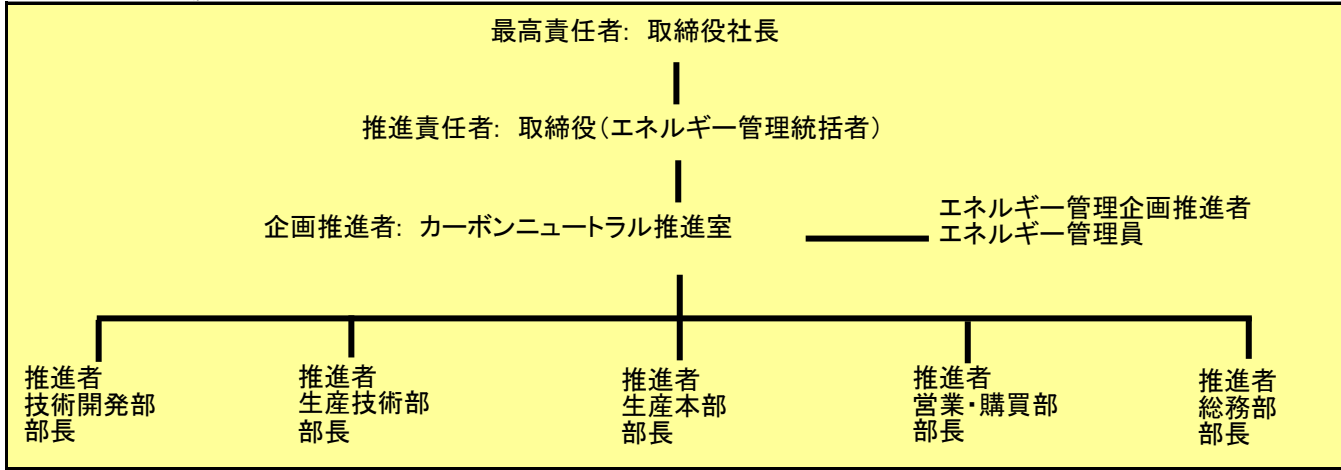 最高責任者: 取締役社長
推進責任者: 取締役(エネルギー管理統括者)
企画推進者: カーボンニュートラル推進室
エネルギー管理企画推進者
エネルギー管理員
推進者
技術開発部
部長
推進者
生産技術部
部長
推進者
生産本部
部長
推進者
営業・購買部
部長
推進者
総務部
部長